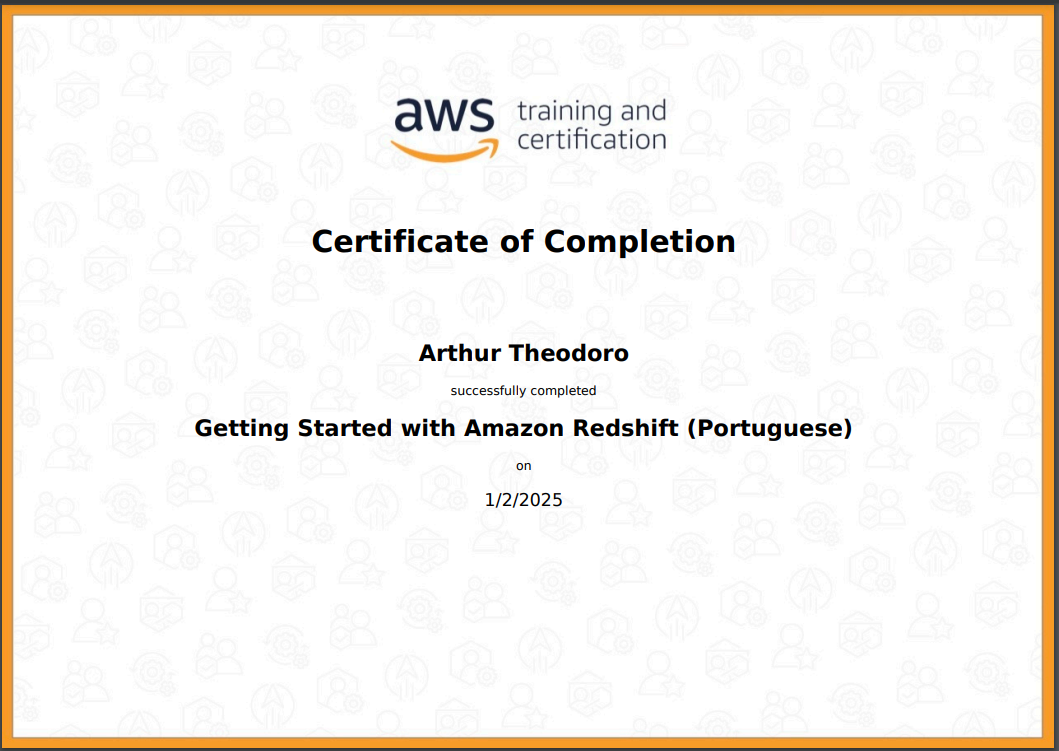 aws training and
certification
Certificate of Completion
Arthur Theodoro
successfully completed
Getting Started with Amazon Redshift (Portuguese)
on
1/2/2025